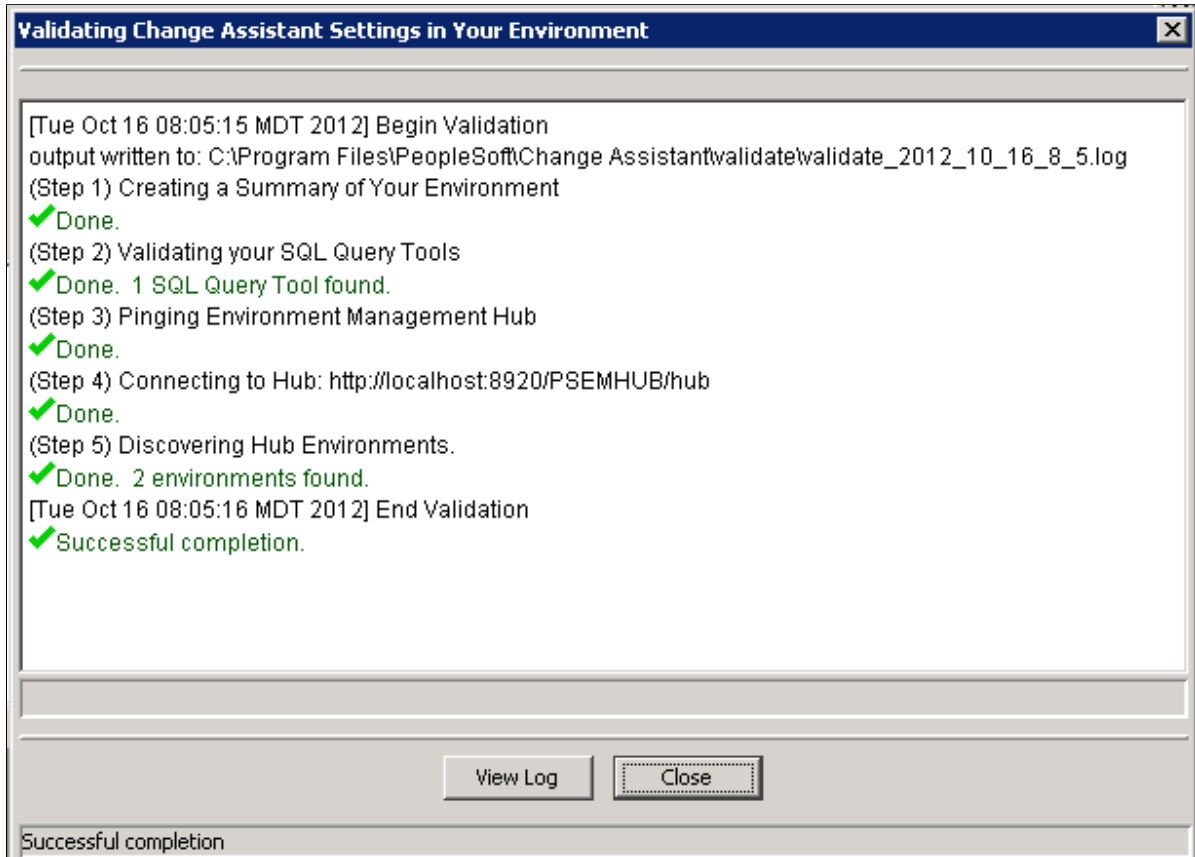 Validating Change Assistant Settings in Your Environment
[Tue Oct 16 08:05:15 MDT 2012] Begin Validation
output written to: C:\Program Files\PeopleSoft\Change Assistant\validate\validate_2012_10_16_8_5.log
(Step 1) Creating a Summary of Your Environment
Done.
(Step 2) Validating your SQL Query Tools
Done.  1 SQL Query Tool found.
(Step 3) Pinging Environment Management Hub
Done.
(Step 4) Connecting to Hub: http://localhost:8920/PSEMHUB/hub
Done.
(Step 5) Discovering Hub Environments.
Done.  2 environments found.
[Tue Oct 16 08:05:16 MDT 2012] End Validation
Successful completion.
View Log
Close
Successful completion